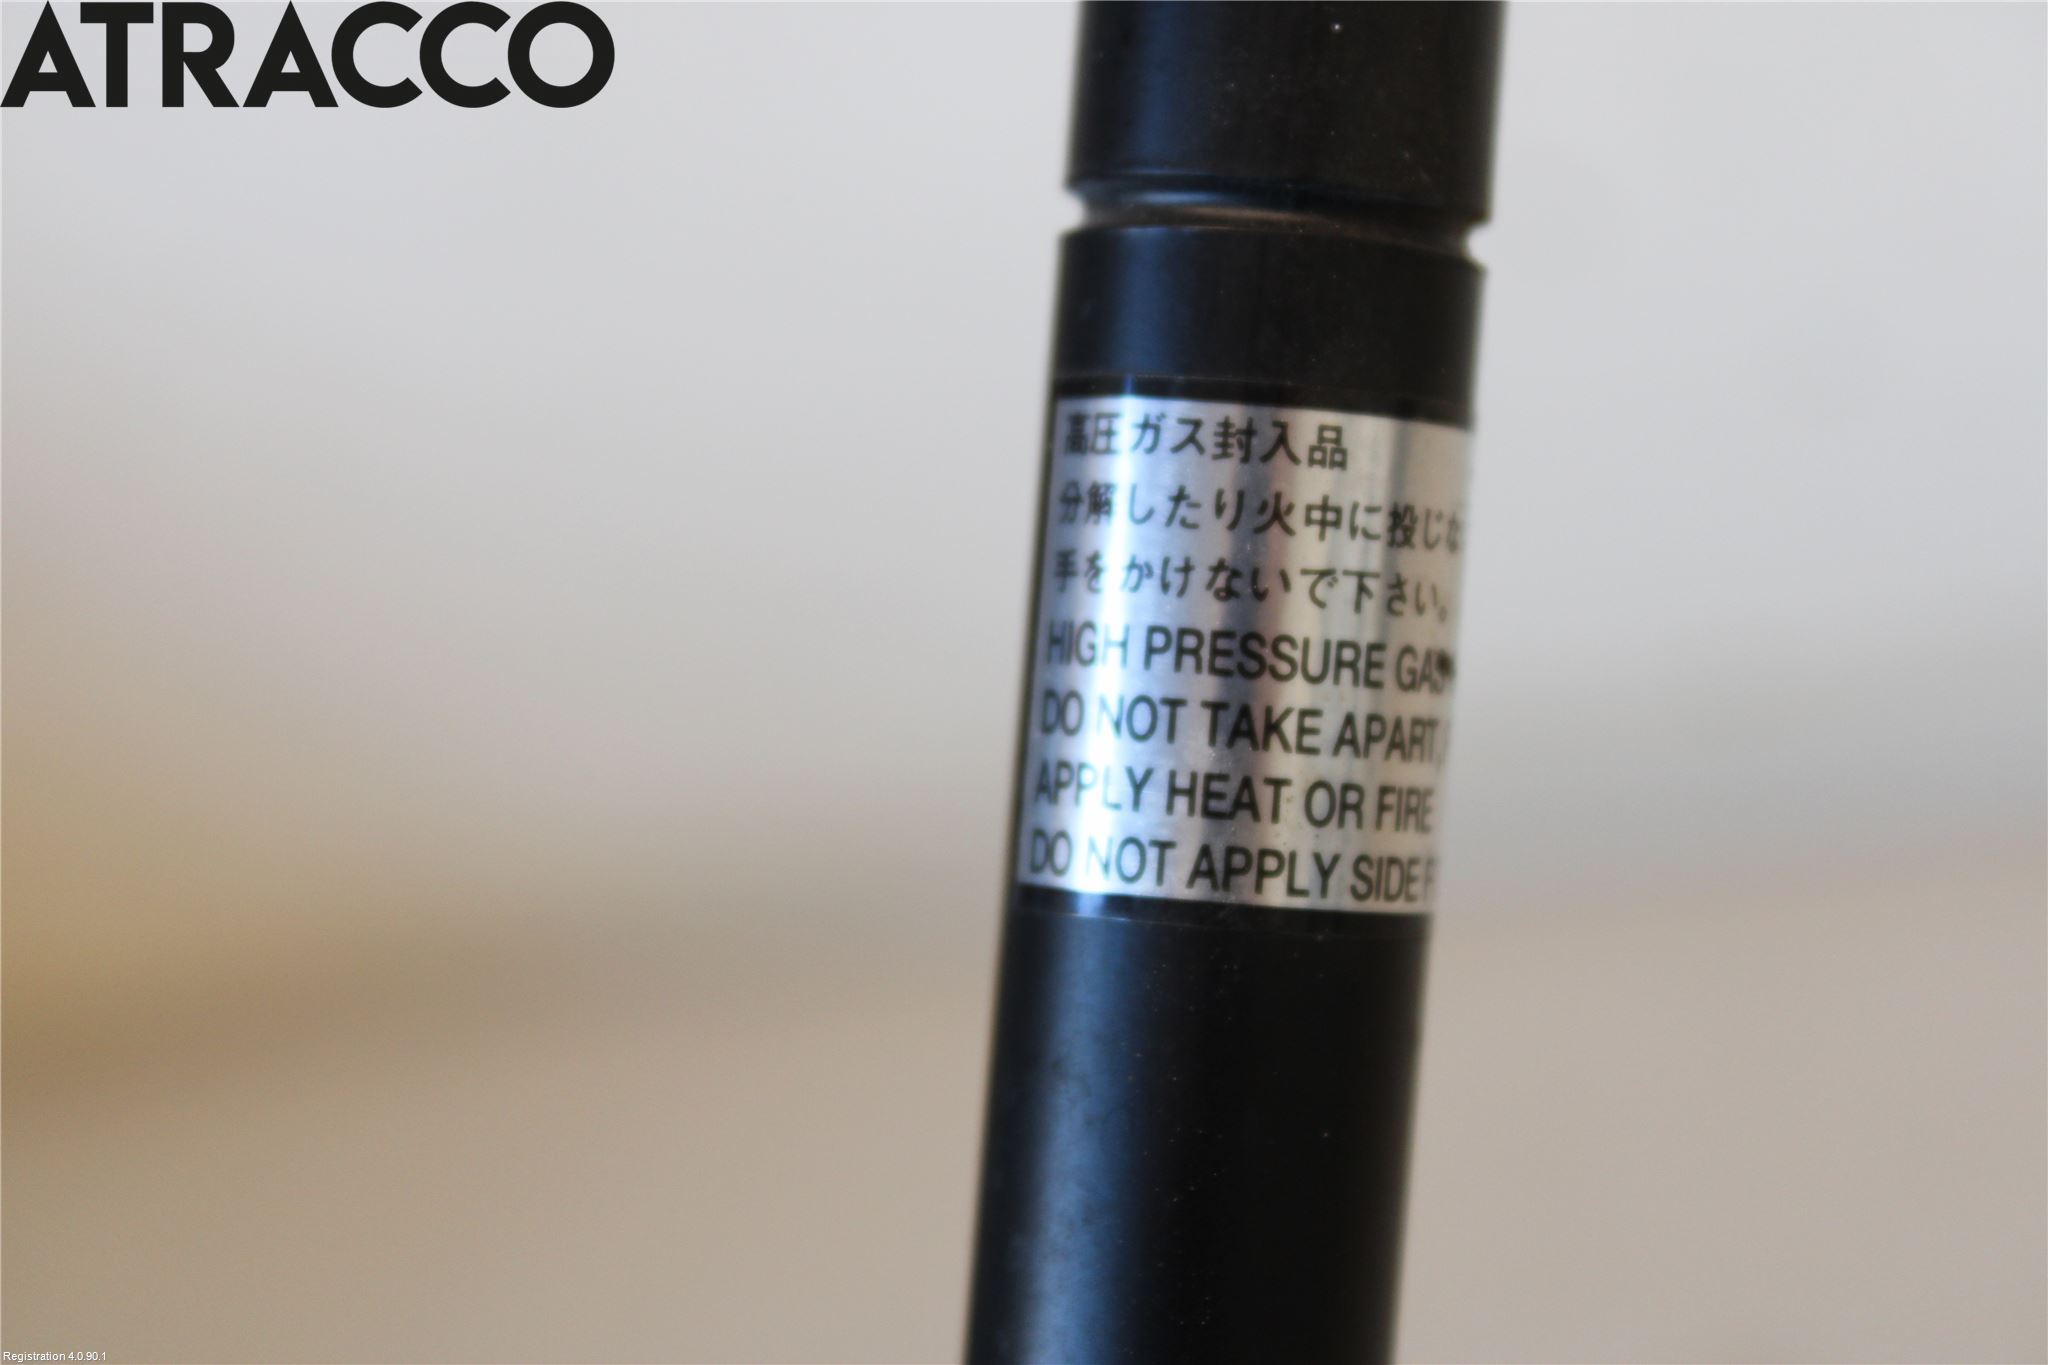 ATRACCO
高圧ガス封入品
分解したり火中に投じな
手をかけないで下さい。
HIGH PRESSURE GAS
DO NOT TAKE APART
APPLY HEAT OR FIRE
DO NOT APPLY SIDE
Registration 4.0.90.1